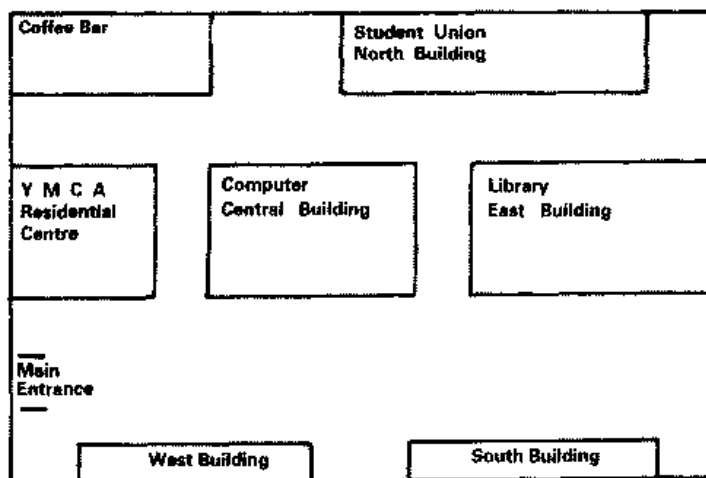 Coffee Bar
Student Union
North Building
Y M C A
Residential
Centre
Computer
Central Building
Library
East Building
Main
Entrance
West Building
South Building